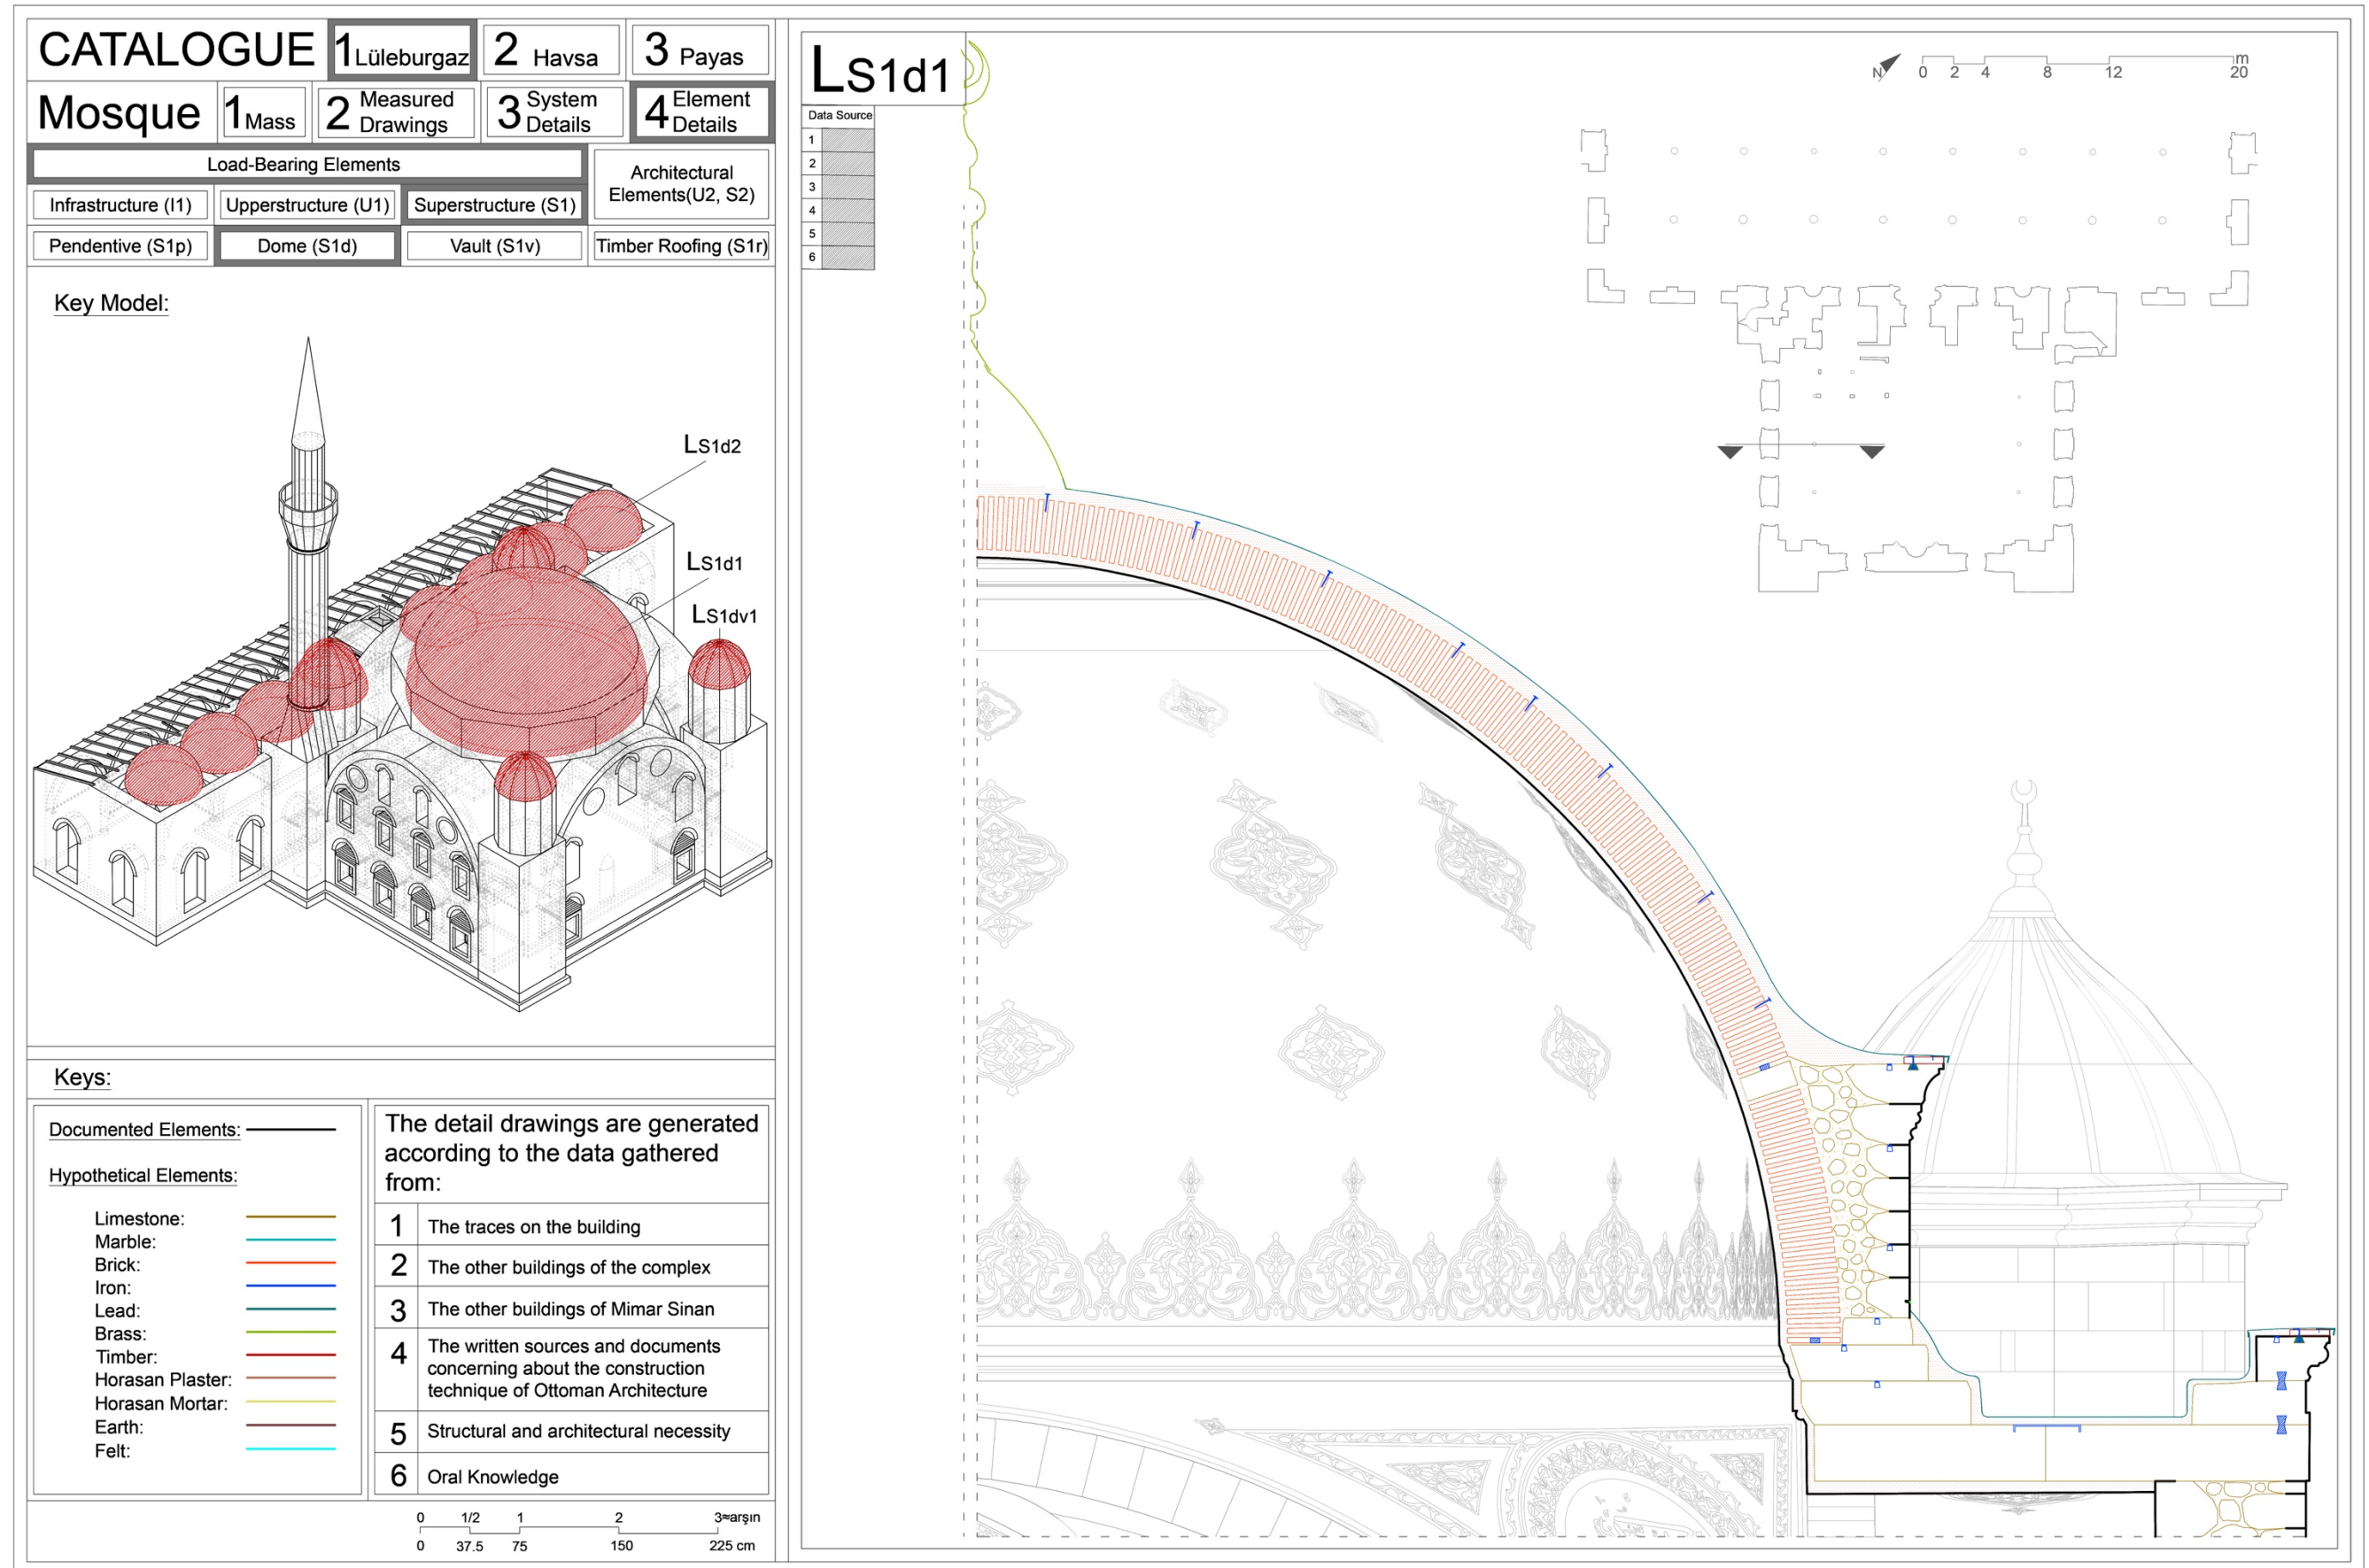 CATALOGUE 1 Lüleburgaz 2 Havsa 3 Payas
Mosque 1 Mass 2 Measured Drawings 3 System Details 4 Element Details
Load-Bearing Elements
Architectural
Elements(U2, S2)
Infrastructure (I1) Upperstructure (U1) Superstructure (S1)
Pendentive (S1p) Dome (S1d) Vault (S1v) Timber Roofing (S1r)
Key Model:
LS1d2
LS1d1
LS1dv1
Keys:
Documented Elements:
Hypothetical Elements:
Limestone:
Marble:
Brick:
Iron:
Lead:
Brass:
Timber:
Horasan Plaster:
Horasan Mortar:
Earth:
Felt:
The detail drawings are generated
according to the data gathered
from:
1 The traces on the building
2 The other buildings of the complex
3 The other buildings of Mimar Sinan
4 The written sources and documents
concerning about the construction
technique of Ottoman Architecture
5 Structural and architectural necessity
6 Oral Knowledge
0 1/2 1 2 3≈arşın
0 37.5 75 150 225 cm
LS1d1
Data Source
1
2
3
4
5
6
N
m
0 2 4 8 12 20